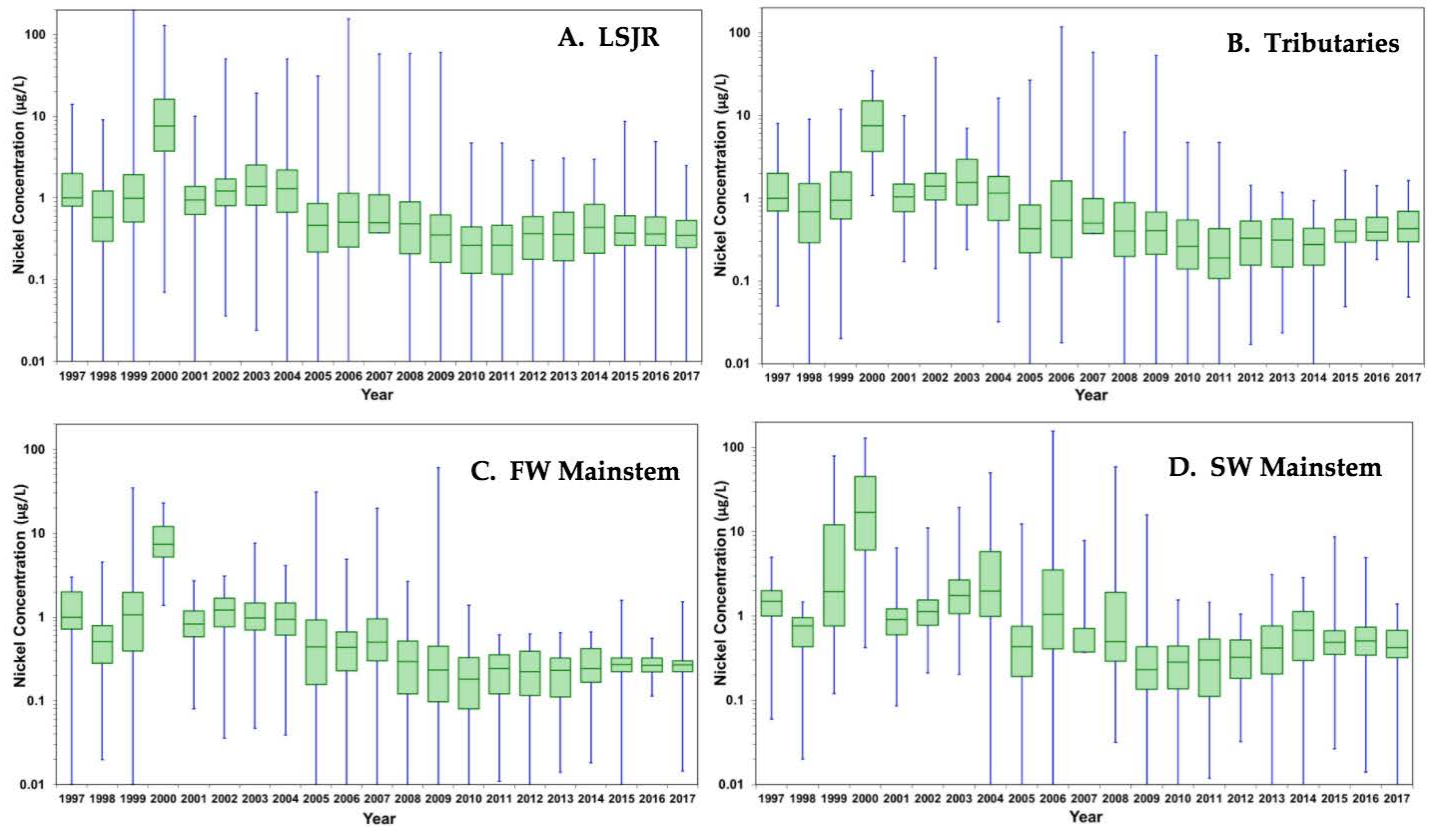 A. LSJR
Nickel Concentration (µg/L)
100
10
1
0.1
0.01
1997 1998 1999 2000 2001 2002 2003 2004 2005 2006 2007 2008 2009 2010 2011 2012 2013 2014 2015 2016 2017
Year
B. Tributaries
Nickel Concentration (µg/L)
100
10
1
0.1
0.01
1997 1998 1999 2000 2001 2002 2003 2004 2005 2006 2007 2008 2009 2010 2011 2012 2013 2014 2015 2016 2017
Year
C. FW Mainstem
Nickel Concentration (µg/L)
100
10
1
0.1
0.01
1997 1998 1999 2000 2001 2002 2003 2004 2005 2006 2007 2008 2009 2010 2011 2012 2013 2014 2015 2016 2017
Year
D. SW Mainstem
Nickel Concentration (µg/L)
100
10
1
0.1
0.01
1997 1998 1999 2000 2001 2002 2003 2004 2005 2006 2007 2008 2009 2010 2011 2012 2013 2014 2015 2016 2017
Year